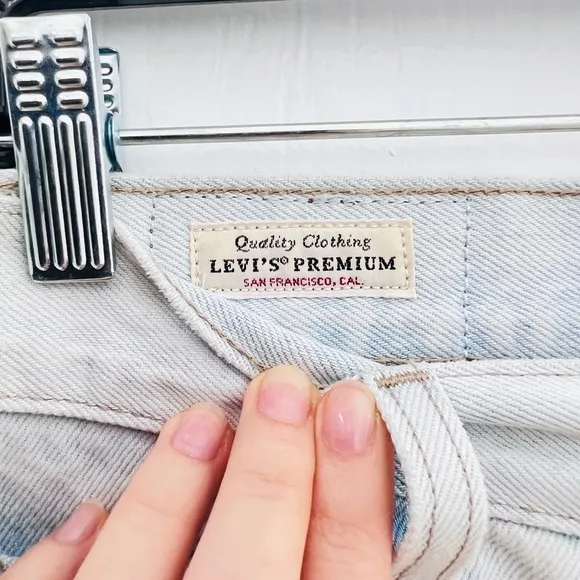 Quality Clothing
LEVI'S® PREMIUM
SAN FRANCISCO, CAL.